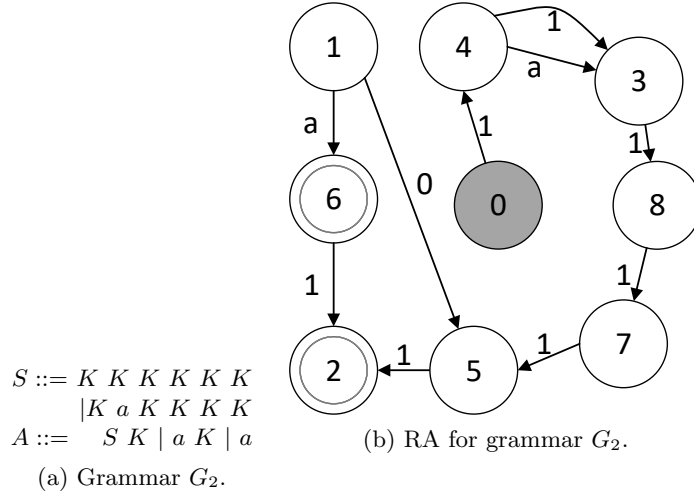 1
4
3
6
0
8
2
5
7
a
1
a
1
1
0
1
1
1
1
S ::= K K K K K K
|K a K K K K
A ::= S K | a K | a
(a) Grammar G₂.
(b) RA for grammar G₂.